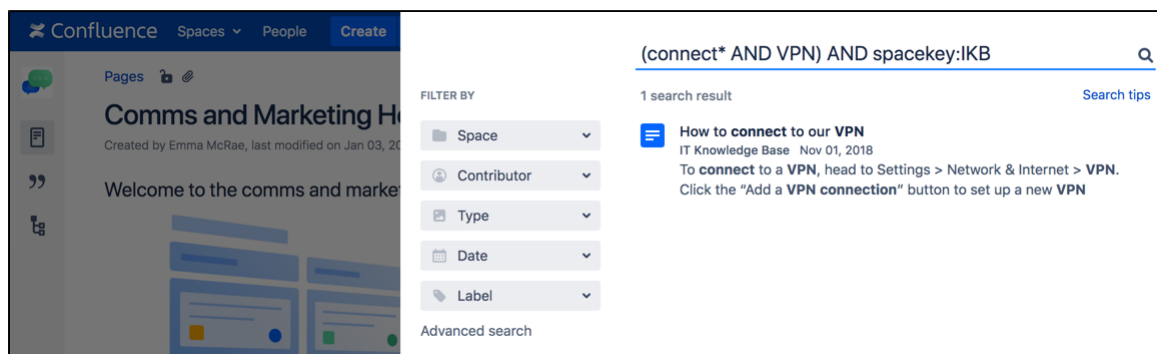 Confluence Spaces People Create
Pages
Comms and Marketing H
Created by Emma McRae, last modified on Jan 03, 20
Welcome to the comms and marke
(connect* AND VPN) AND spacekey:IKB
FILTER BY
Space
Contributor
Type
Date
Label
Advanced search
1 search result
Search tips
How to connect to our VPN
IT Knowledge Base Nov 01, 2018
To connect to a VPN, head to Settings > Network & Internet > VPN.
Click the “Add a VPN connection” button to set up a new VPN